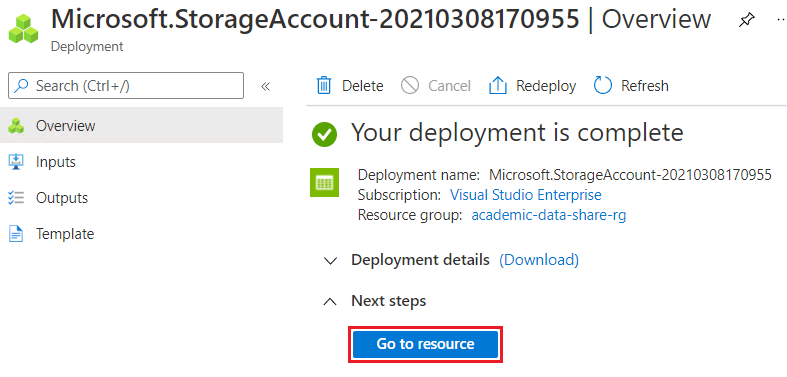 Microsoft.StorageAccount-20210308170955 | Overview
Deployment
Search (Ctrl+/)
«
Delete
Cancel
Redeploy
Refresh
Overview
Inputs
Outputs
Template
Your deployment is complete
Deployment name: Microsoft.StorageAccount-20210308170955
Subscription: Visual Studio Enterprise
Resource group: academic-data-share-rg
Deployment details (Download)
Next steps
Go to resource